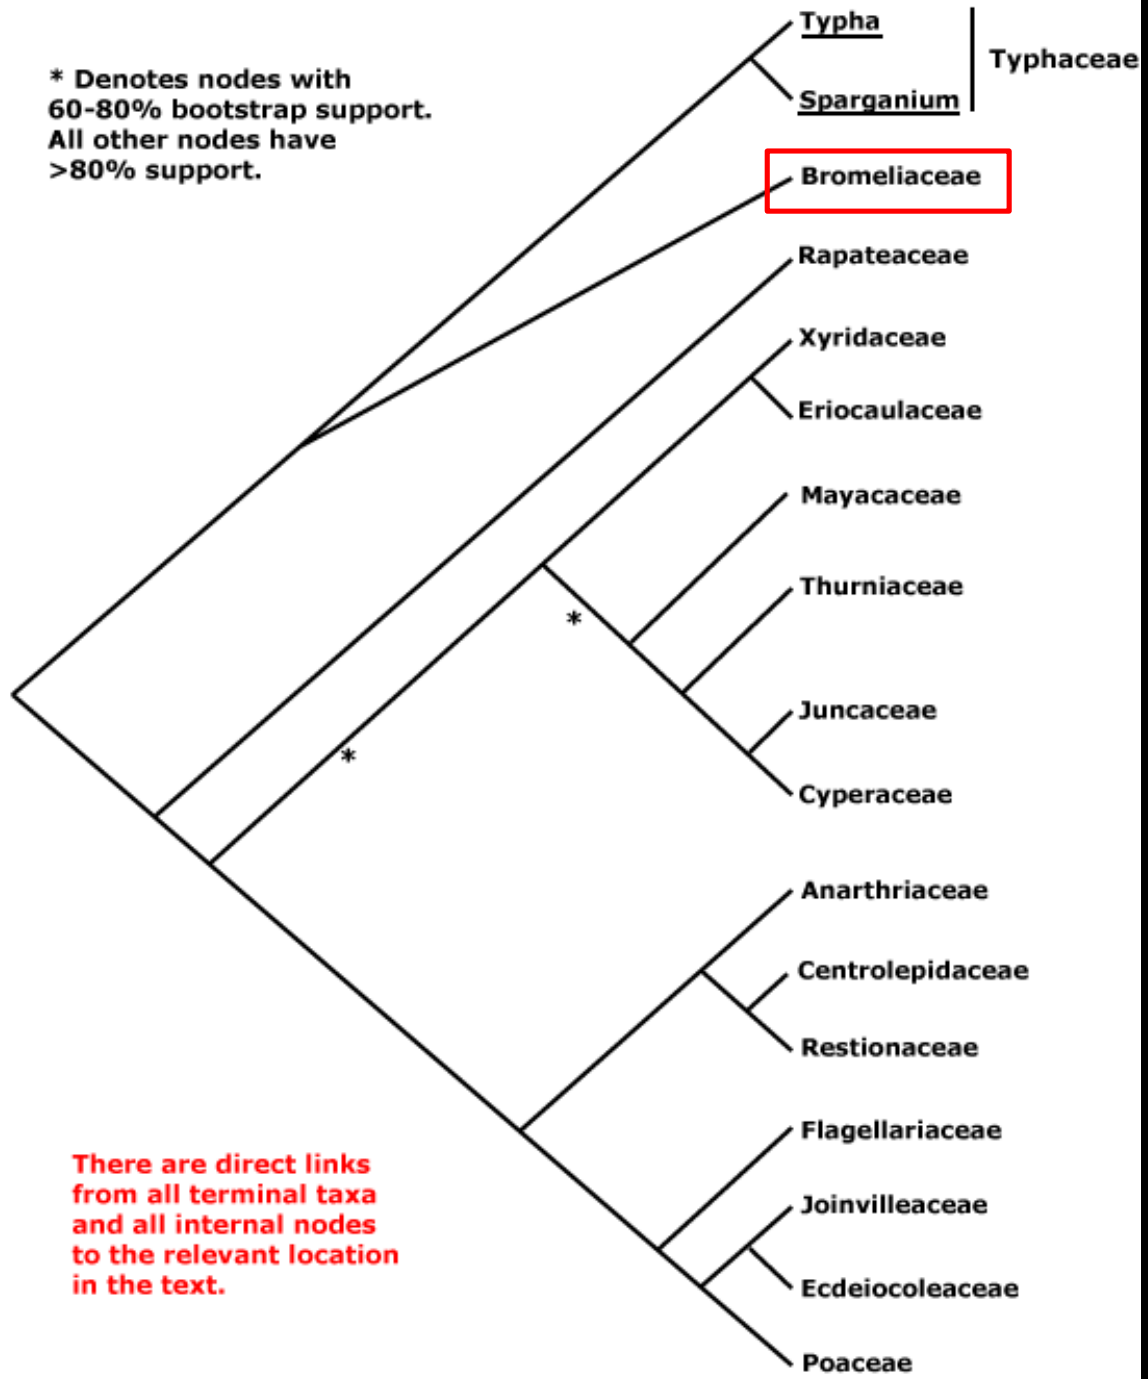 Typha
Typhaceae
* Denotes nodes with
60-80% bootstrap support.
All other nodes have
>80% support.
Sparganium
Bromeliaceae
Rapateaceae
Xyridaceae
Eriocaulaceae
Mayacaceae
Thurniaceae
*
Juncaceae
*
Cyperaceae
Anarthriaceae
Centrolepidaceae
Restionaceae
Flagellariaceae
There are direct links
from all terminal taxa
and all internal nodes
to the relevant location
in the text.
Joinvilleaceae
Ecdeiocoleaceae
Poaceae